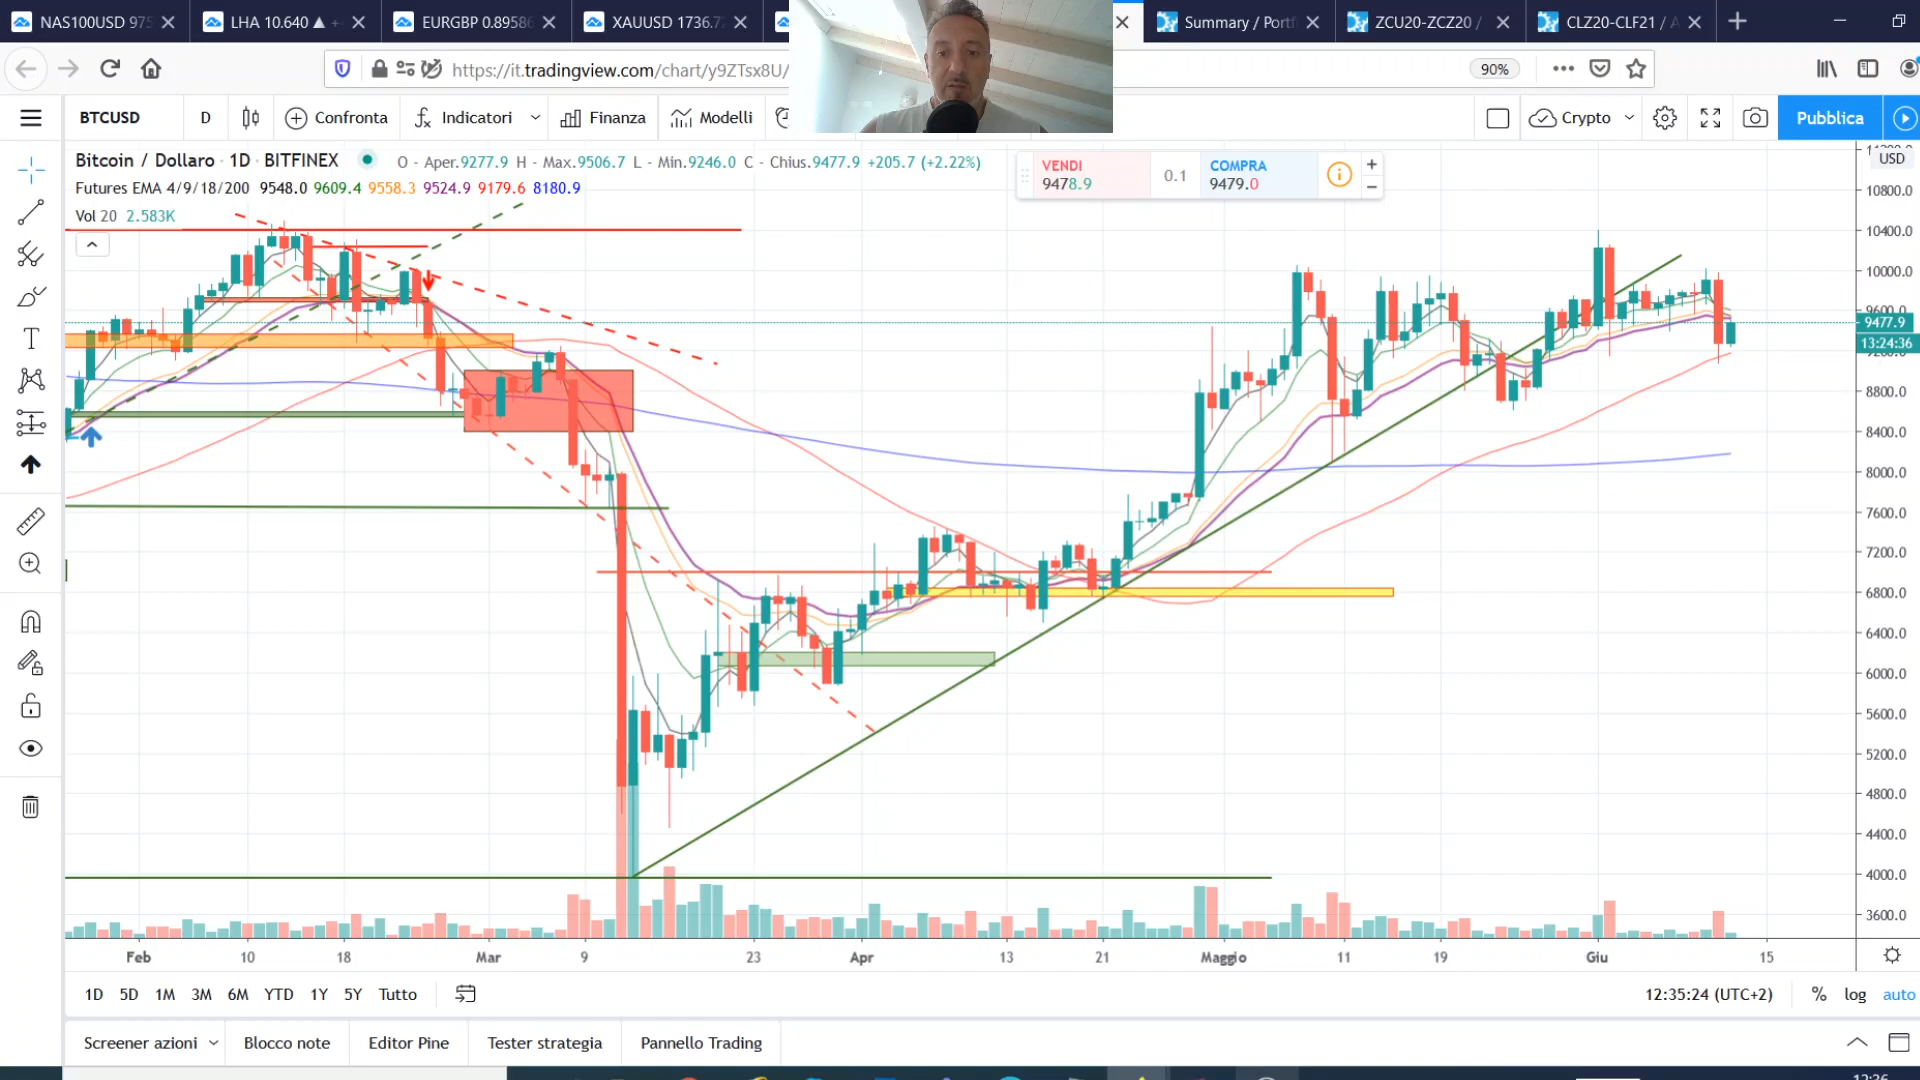 NAS100USD 975
LHA 10.640 ▲ +
EURGBP 0.8958
XAUUSD 1736.7
Summary / Portf
ZCU20-ZCZ20 /
CLZ20-CLF21 / A
https://it.tradingview.com/chart/y9ZTsx8U/
90%
BTCUSD
D
Confronta
Indicatori
Finanza
Modelli
Crypto
Pubblica
Bitcoin / Dollaro · 1D · BITFINEX
O - Aper.9277.9 H - Max.9506.7 L - Min.9246.0 C - Chius.9477.9 +205.7 (+2.22%)
Futures EMA 4/9/18/200 9548.0 9609.4 9558.3 9524.9 9179.6 8180.9
Vol 20 2.583K
VENDI
9478.9
0.1
COMPRA
9479.0
USD
10800.0
10400.0
10000.0
9600.0
9477.9
13:24:36
8800.0
8400.0
8000.0
7600.0
7200.0
6800.0
6400.0
6000.0
5600.0
5200.0
4800.0
4400.0
4000.0
3600.0
Feb 10 18 Mar 9 23 Apr 13 21 Maggio 11 19 Giu 15
1D 5D 1M 3M 6M YTD 1Y 5Y Tutto
12:35:24 (UTC+2)
% log auto
Screener azioni
Blocco note
Editor Pine
Tester strategia
Pannello Trading